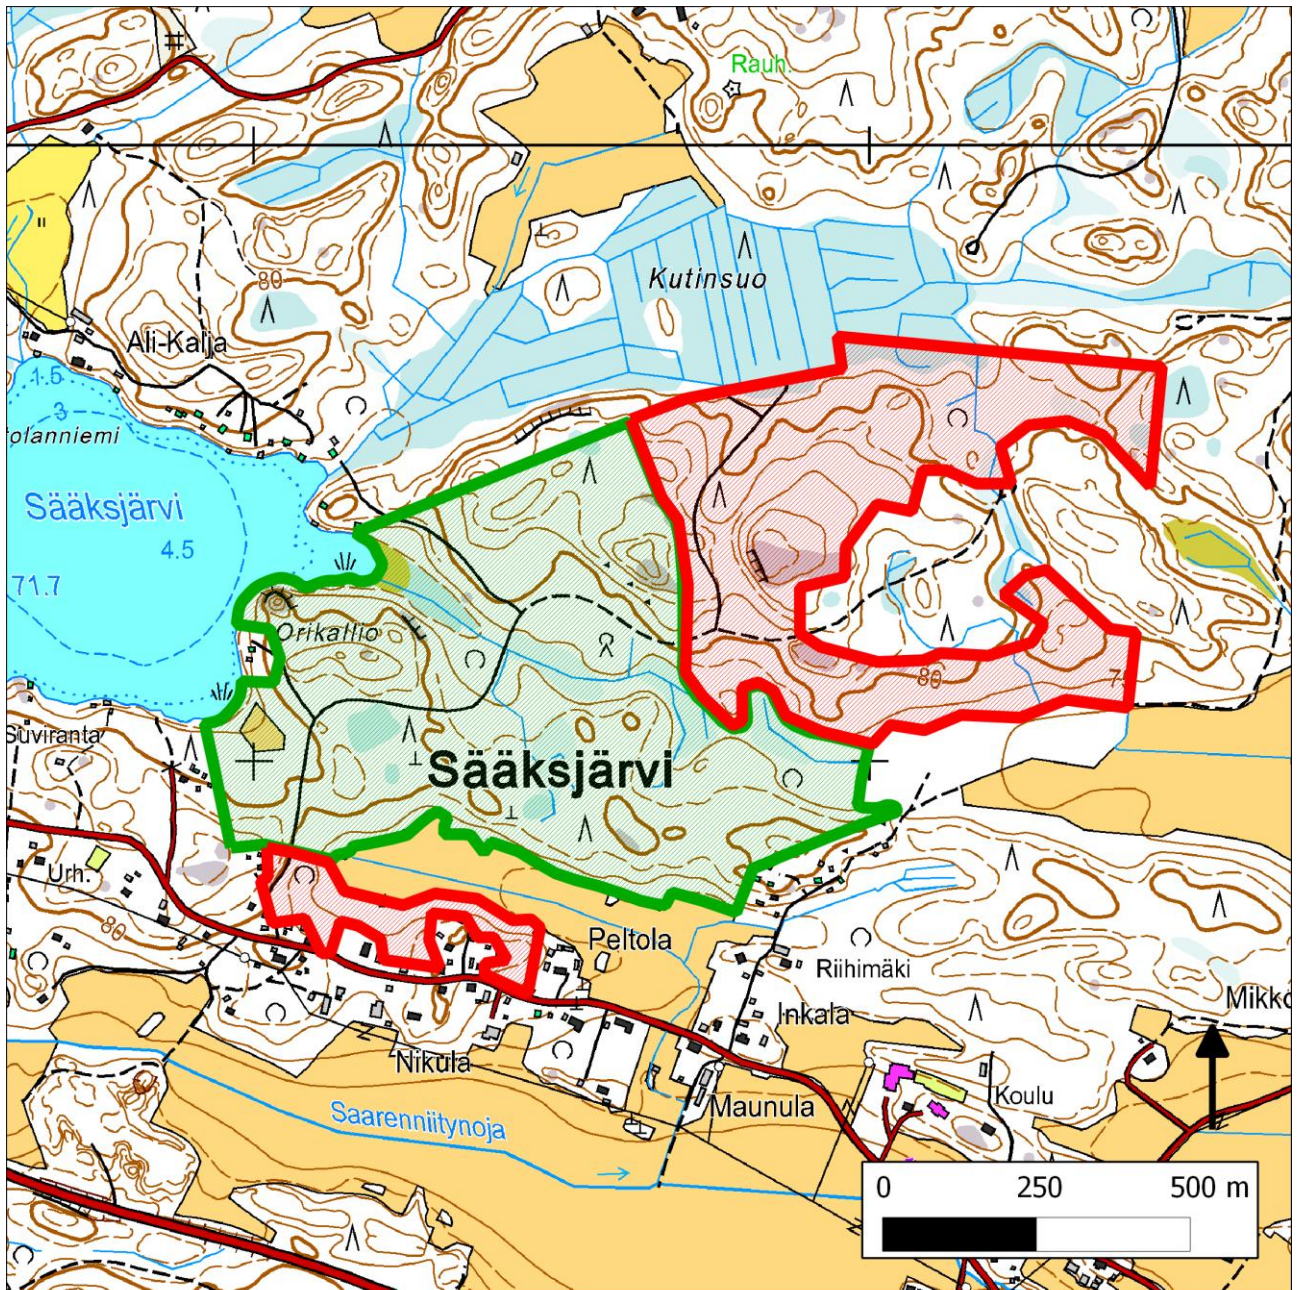 Rauh.
Kutinsuo
80
Ali-Kalja
1.5
3
tolanniemi
Sääksjärvi
4.5
71.7
Orikallio
80
7
Suviranta
Sääksjärvi
Urh.
80
Peltola
Riihimäki
Mikko
Inkala
Nikula
Koulu
Maunula
Saarenniitynoja
0 250 500 m